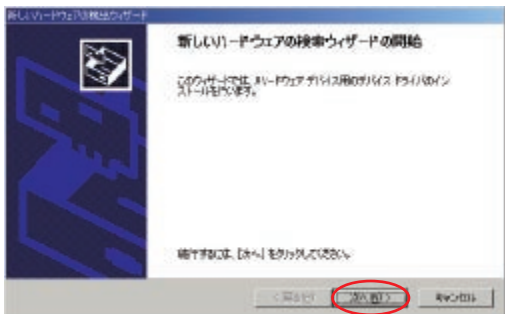 新しいハードウェアの検出ウィザード
新しいハードウェアの検索ウィザードの開始
このウィザードでは、ハードウェア デバイス用のデバイス ドライバのイン
ストールを行います。
続行するには、[次へ] をクリックしてください。
< 戻る(B) 次へ(N) > キャンセル